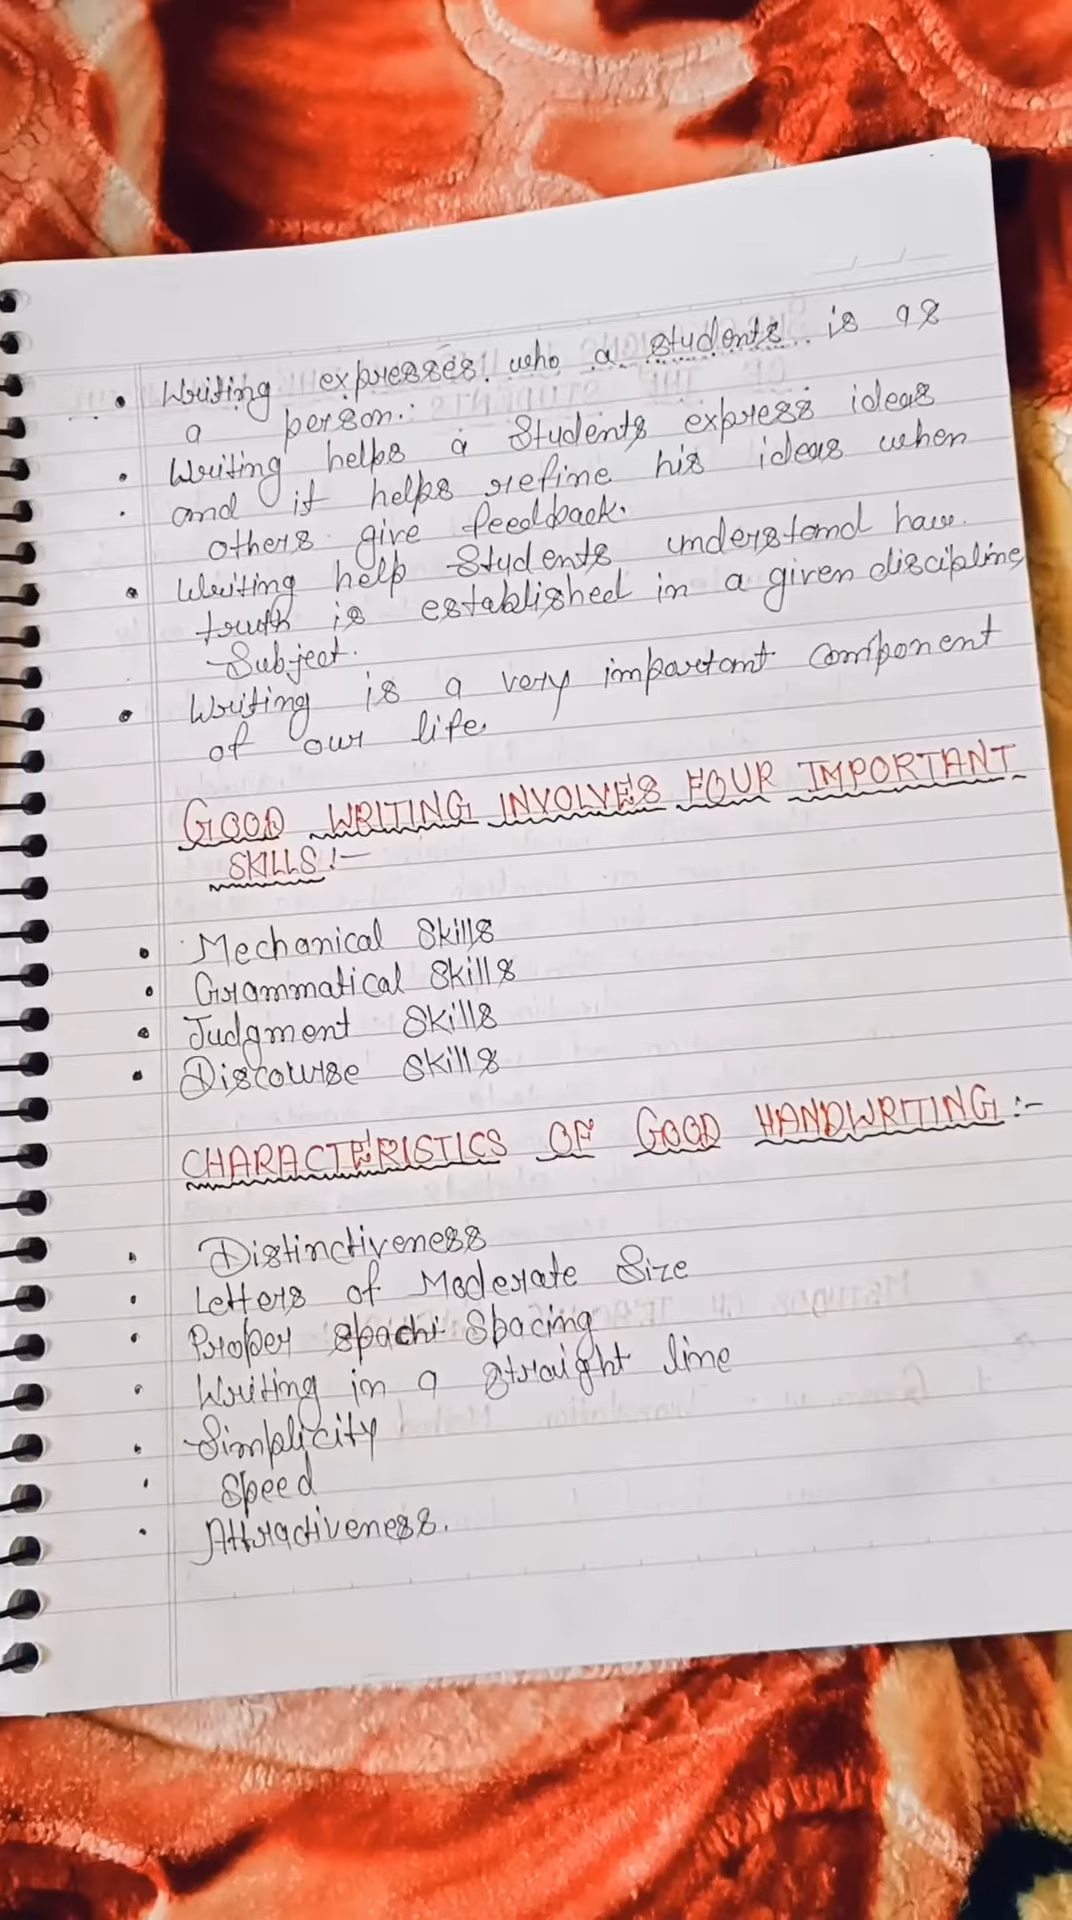 • Writing expresses who a students is as
a person.
• Writing helps a students express ideas
and it helps refine his ideas when
others give feedback.
• Writing help students understand how
truth is established in a given discipline
Subject.
• Writing is a very important component
of our life.
GOOD WRITING INVOLVES FOUR IMPORTANT
SKILLS:-
• Mechanical Skills
• Grammatical Skills
• Judgment Skills
• Discourse Skills
CHARACTERISTICS OF GOOD HANDWRITING:-
• Distinctiveness
• Letters of Moderate Size
• Proper spachi Spacing
• Writing in a straight line
• Simplicity
• Speed
• Attractiveness.